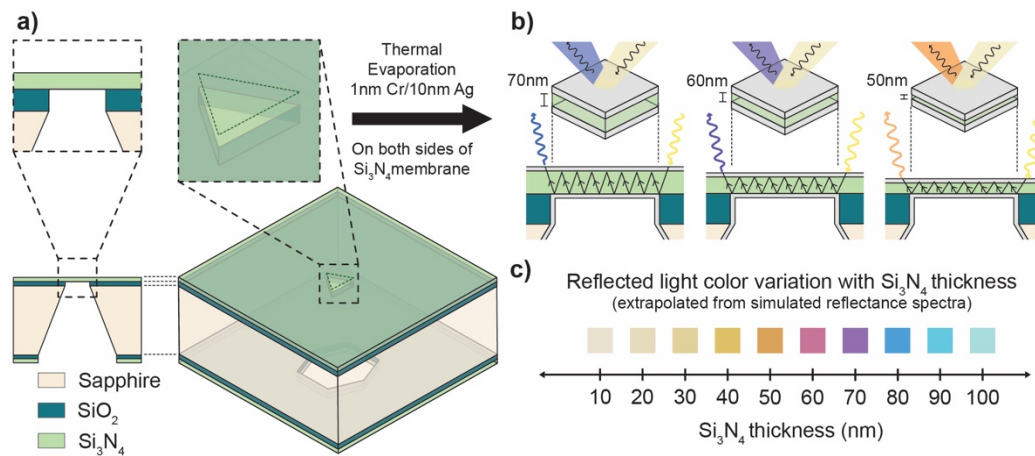 a)
Thermal
Evaporation
1nm Cr/10nm Ag
On both sides of
Si₃N₄ membrane
Sapphire
SiO₂
Si₃N₄
b)
70nm
60nm
50nm
c)
Reflected light color variation with Si₃N₄ thickness
(extrapolated from simulated reflectance spectra)
10 20 30 40 50 60 70 80 90 100
Si₃N₄ thickness (nm)